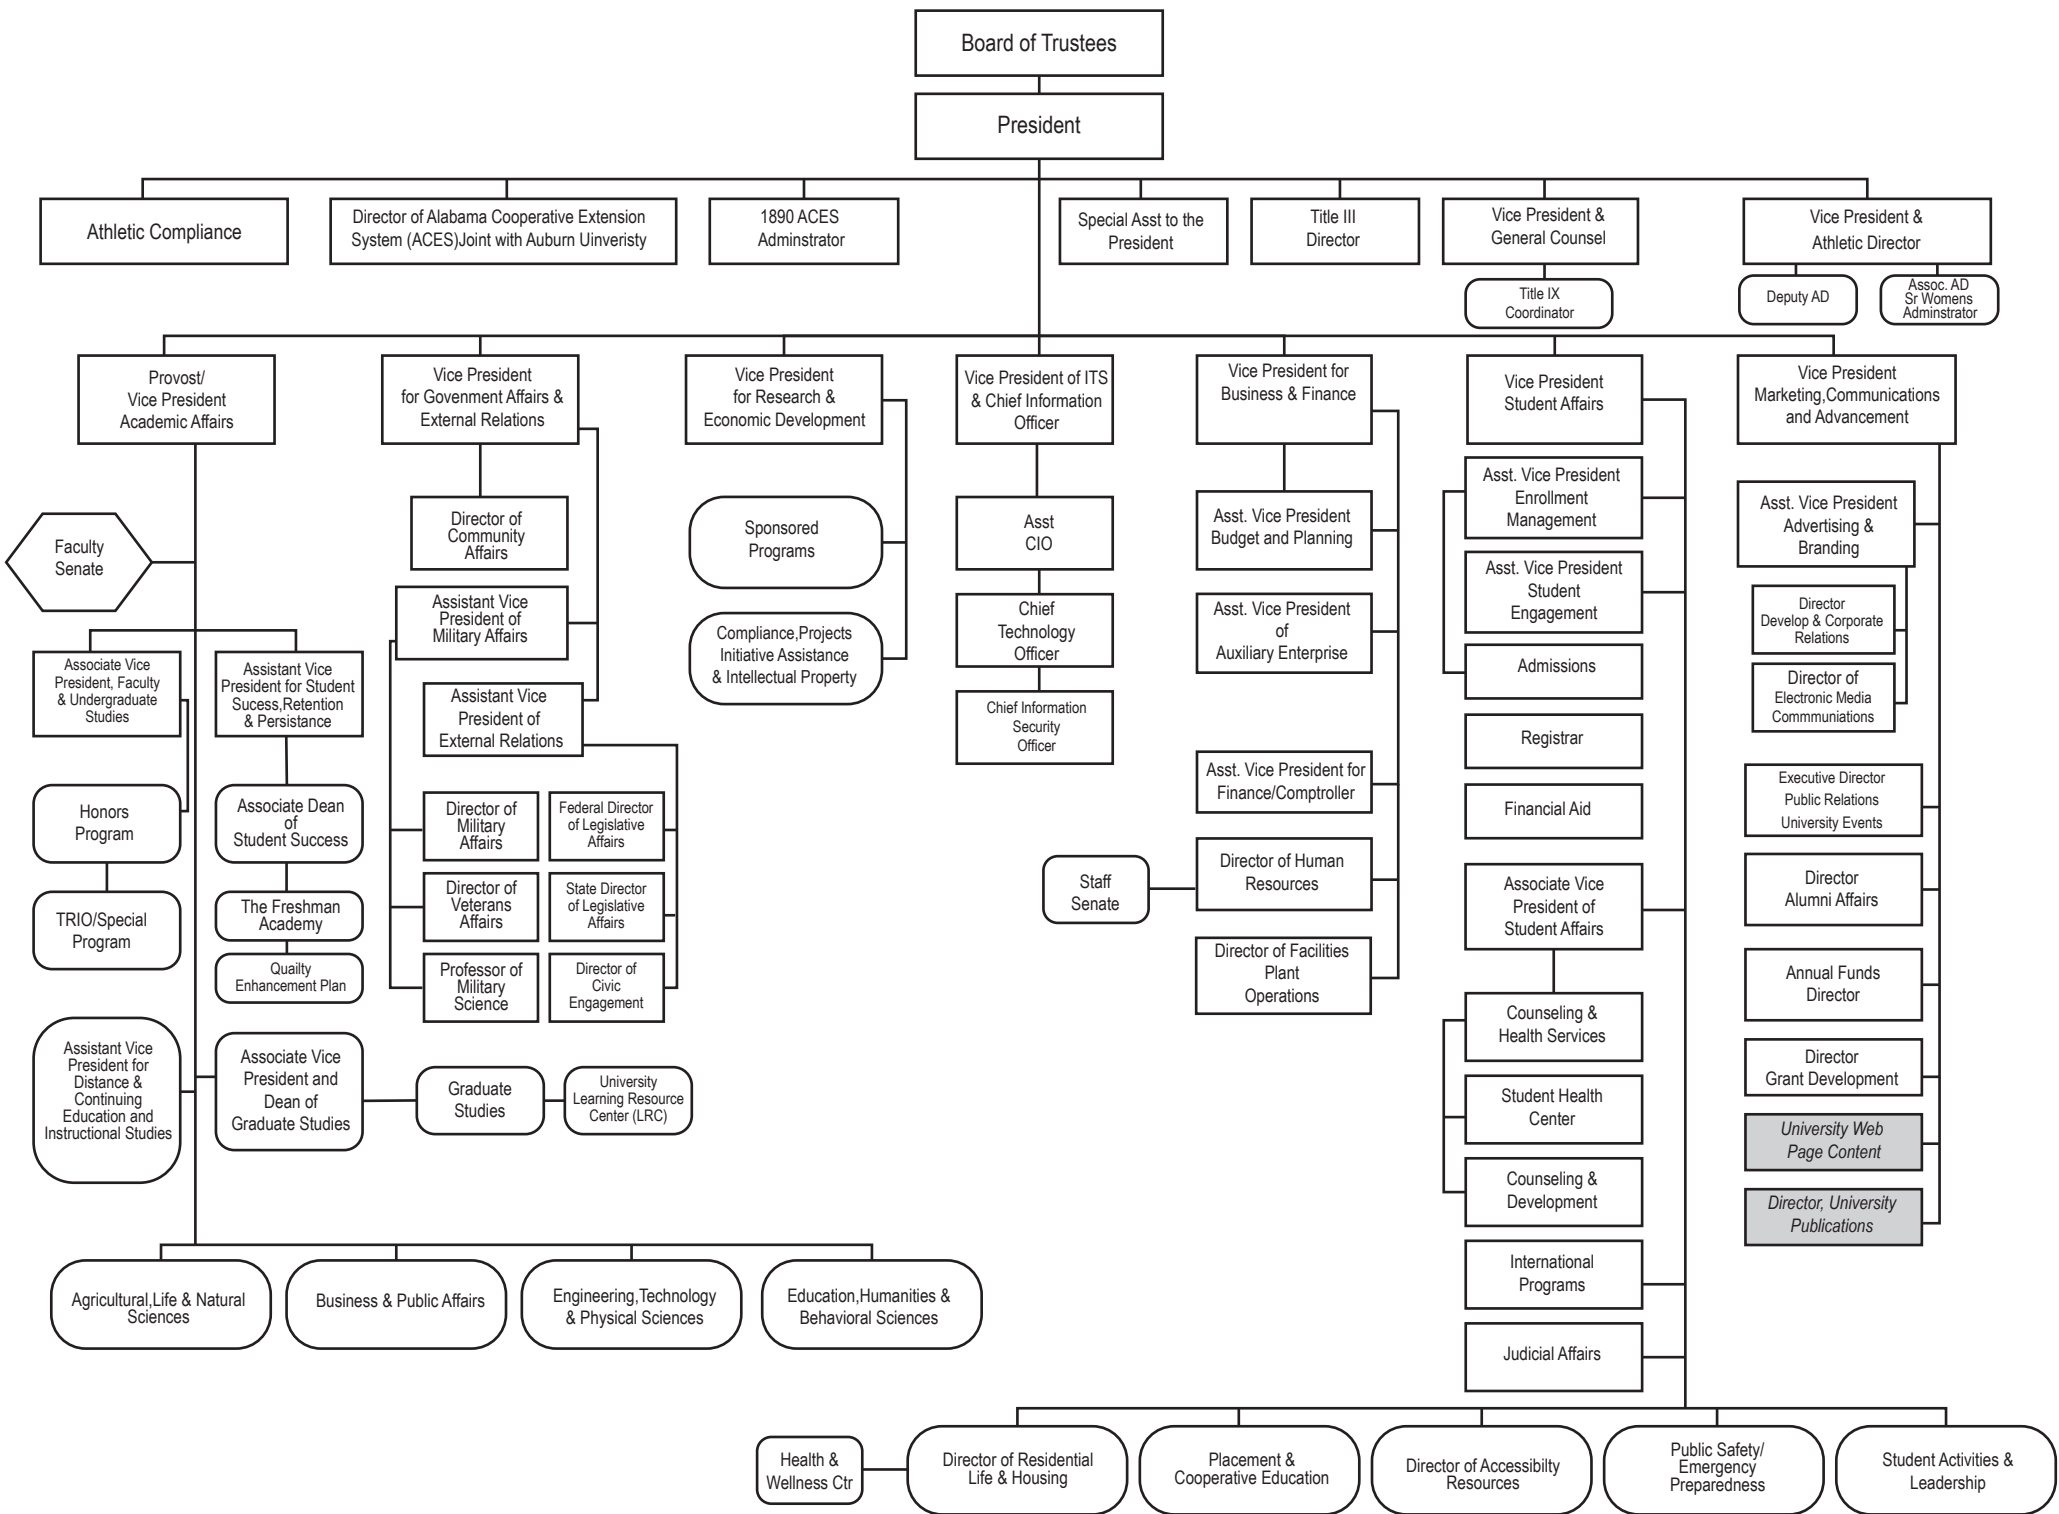 Board of Trustees
President
Athletic Compliance
Director of Alabama Cooperative Extension
System (ACES)Joint with Auburn Uinveristy
1890 ACES
Adminstrator
Special Asst to the
President
Title III
Director
Vice President &
General Counsel
Vice President &
Athletic Director
Title IX
Coordinator
Deputy AD
Assoc. AD
Sr Womens
Adminstrator
Provost/
Vice President
Academic Affairs
Vice President
for Govenment Affairs &
External Relations
Vice President
for Research &
Economic Development
Vice President of ITS
& Chief Information
Officer
Vice President for
Business & Finance
Vice President
Student Affairs
Vice President
Marketing,Communications
and Advancement
Faculty
Senate
Associate Vice
President, Faculty
& Undergraduate
Studies
Assistant Vice
President for Student
Sucess,Retention
& Persistance
Honors
Program
TRIO/Special
Program
Associate Dean
of
Student Success
The Freshman
Academy
Quailty
Enhancement Plan
Assistant Vice
President for
Distance &
Continuing
Education and
Instructional Studies
Associate Vice
President and
Dean of
Graduate Studies
Graduate
Studies
University
Learning Resource
Center (LRC)
Agricultural,Life & Natural
Sciences
Business & Public Affairs
Engineering,Technology
& Physical Sciences
Education,Humanities &
Behavioral Sciences
Director of
Community
Affairs
Assistant Vice
President of
Military Affairs
Assistant Vice
President of
External Relations
Director of
Military
Affairs
Federal Director
of Legislative
Affairs
Director of
Veterans
Affairs
State Director
of Legislative
Affairs
Professor of
Military
Science
Director of
Civic
Engagement
Sponsored
Programs
Compliance,Projects
Initiative Assistance
& Intellectual Property
Asst
CIO
Chief
Technology
Officer
Chief Information
Security
Officer
Asst. Vice President
Budget and Planning
Asst. Vice President
of
Auxiliary Enterprise
Asst. Vice President for
Finance/Comptroller
Staff
Senate
Director of Human
Resources
Director of Facilities
Plant
Operations
Asst. Vice President
Enrollment
Management
Asst. Vice President
Student
Engagement
Admissions
Registrar
Financial Aid
Associate Vice
President of
Student Affairs
Counseling &
Health Services
Student Health
Center
Counseling &
Development
International
Programs
Judicial Affairs
Asst. Vice President
Advertising &
Branding
Director
Develop & Corporate
Relations
Director of
Electronic Media
Commmuniations
Executive Director
Public Relations
University Events
Director
Alumni Affairs
Annual Funds
Director
Director
Grant Development
University Web
Page Content
Director, University
Publications
Health &
Wellness Ctr
Director of Residential
Life & Housing
Placement &
Cooperative Education
Director of Accessibilty
Resources
Public Safety/
Emergency
Preparedness
Student Activities &
Leadership